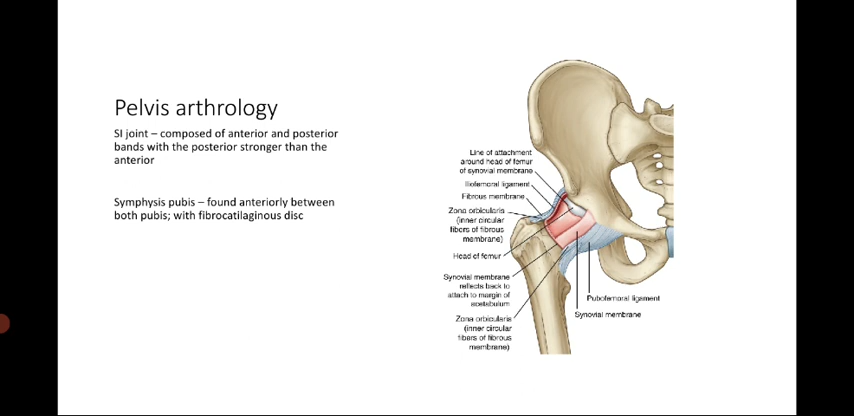 Pelvis arthrology
SI joint – composed of anterior and posterior
bands with the posterior stronger than the
anterior
Symphysis pubis – found anteriorly between
both pubis; with fibrocatilaginous disc
Line of attachment
around head of femur
of synovial membrane
Iliofemoral ligament
Fibrous membrane
Zona orbicularis
(inner circular
fibers of fibrous
membrane)
Head of femur
Synovial membrane
reflects back to
attach to margin of
acetabulum
Zona orbicularis
(inner circular
fibers of fibrous
membrane)
Pubofemoral ligament
Synovial membrane